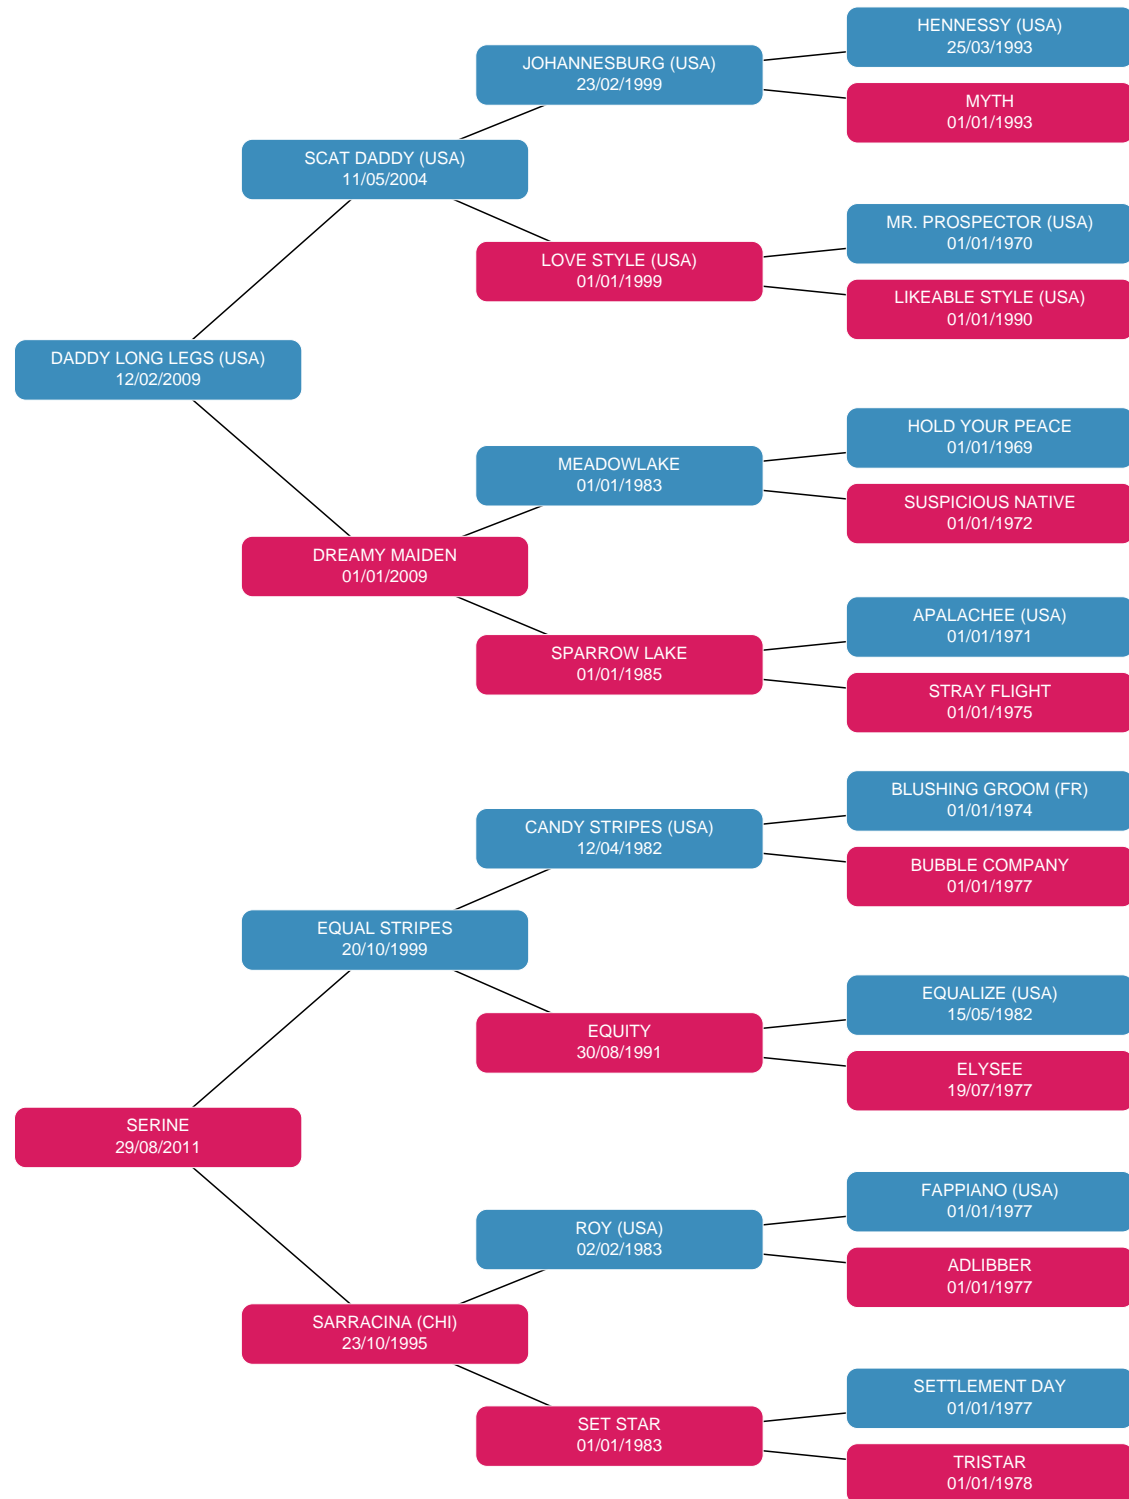 HENNESSY (USA)
25/03/1993
JOHANNESBURG (USA)
23/02/1999
MYTH
01/01/1993
SCAT DADDY (USA)
11/05/2004
MR. PROSPECTOR (USA)
01/01/1970
LOVE STYLE (USA)
01/01/1999
LIKEABLE STYLE (USA)
01/01/1990
DADDY LONG LEGS (USA)
12/02/2009
HOLD YOUR PEACE
01/01/1969
MEADOWLAKE
01/01/1983
SUSPICIOUS NATIVE
01/01/1972
DREAMY MAIDEN
01/01/2009
APALACHEE (USA)
01/01/1971
SPARROW LAKE
01/01/1985
STRAY FLIGHT
01/01/1975
BLUSHING GROOM (FR)
01/01/1974
CANDY STRIPES (USA)
12/04/1982
BUBBLE COMPANY
01/01/1977
EQUAL STRIPES
20/10/1999
EQUALIZE (USA)
15/05/1982
EQUITY
30/08/1991
ELYSEE
19/07/1977
SERINE
29/08/2011
FAPPIANO (USA)
01/01/1977
ROY (USA)
02/02/1983
ADLIBBER
01/01/1977
SARRACINA (CHI)
23/10/1995
SETTLEMENT DAY
01/01/1977
SET STAR
01/01/1983
TRISTAR
01/01/1978